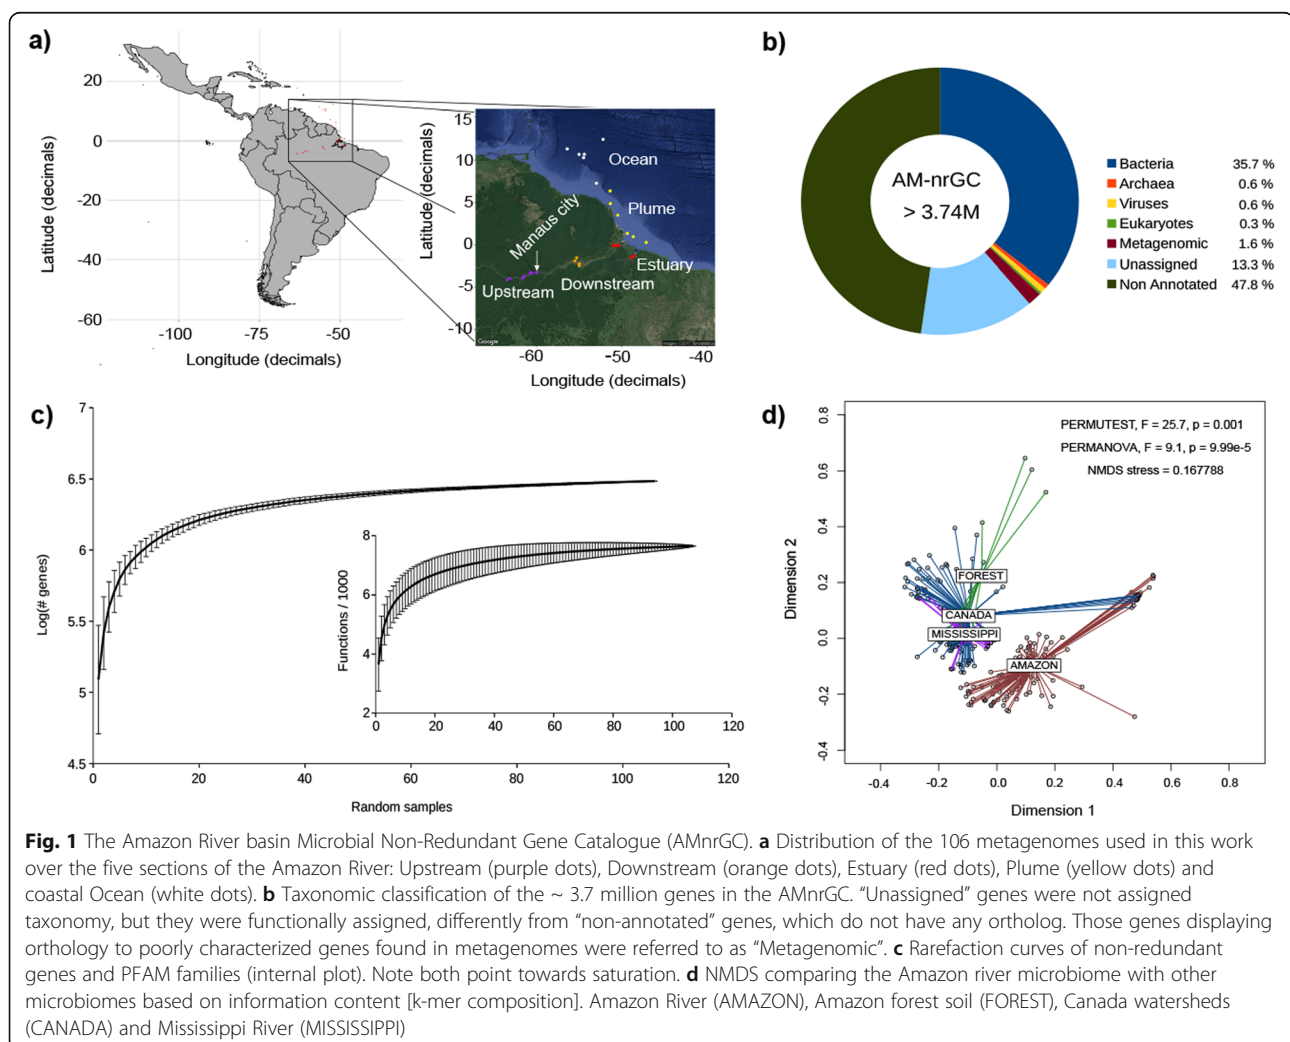 a)
20
0
-20
-40
-60
Latitude (decimals)
-100
-75
-50
Longitude (decimals)
15
10
5
0
-5
-10
Latitude (decimals)
Ocean
Plume
Manaus city
Estuary
Upstream
Downstream
Google
-60
-50
-40
Longitude (decimals)
b)
AM-nrGC
> 3.74M
Bacteria 35.7 %
Archaea 0.6 %
Viruses 0.6 %
Eukaryotes 0.3 %
Metagenomic 1.6 %
Unassigned 13.3 %
Non Annotated 47.8 %
c)
7
6.5
6
5.5
5
4.5
Log(# genes)
0
20
40
60
80
100
120
Random samples
8
6
4
2
Functions / 1000
0
20
40
60
80
100
120
d)
0.8
0.6
0.4
0.2
0.0
-0.2
-0.4
Dimension 2
PERMUTEST, F = 25.7, p = 0.001
PERMANOVA, F = 9.1, p = 9.99e-5
NMDS stress = 0.167788
FOREST
CANADA
MISSISSIPPI
AMAZON
-0.4
-0.2
0.0
0.2
0.4
0.6
0.8
Dimension 1
Fig. 1 The Amazon River basin Microbial Non-Redundant Gene Catalogue (AMnrGC). a Distribution of the 106 metagenomes used in this work
over the five sections of the Amazon River: Upstream (purple dots), Downstream (orange dots), Estuary (red dots), Plume (yellow dots) and
coastal Ocean (white dots). b Taxonomic classification of the ~ 3.7 million genes in the AMnrGC. “Unassigned” genes were not assigned
taxonomy, but they were functionally assigned, differently from “non-annotated” genes, which do not have any ortholog. Those genes displaying
orthology to poorly characterized genes found in metagenomes were referred to as “Metagenomic”. c Rarefaction curves of non-redundant
genes and PFAM families (internal plot). Note both point towards saturation. d NMDS comparing the Amazon river microbiome with other
microbiomes based on information content [k-mer composition]. Amazon River (AMAZON), Amazon forest soil (FOREST), Canada watersheds
(CANADA) and Mississippi River (MISSISSIPPI)